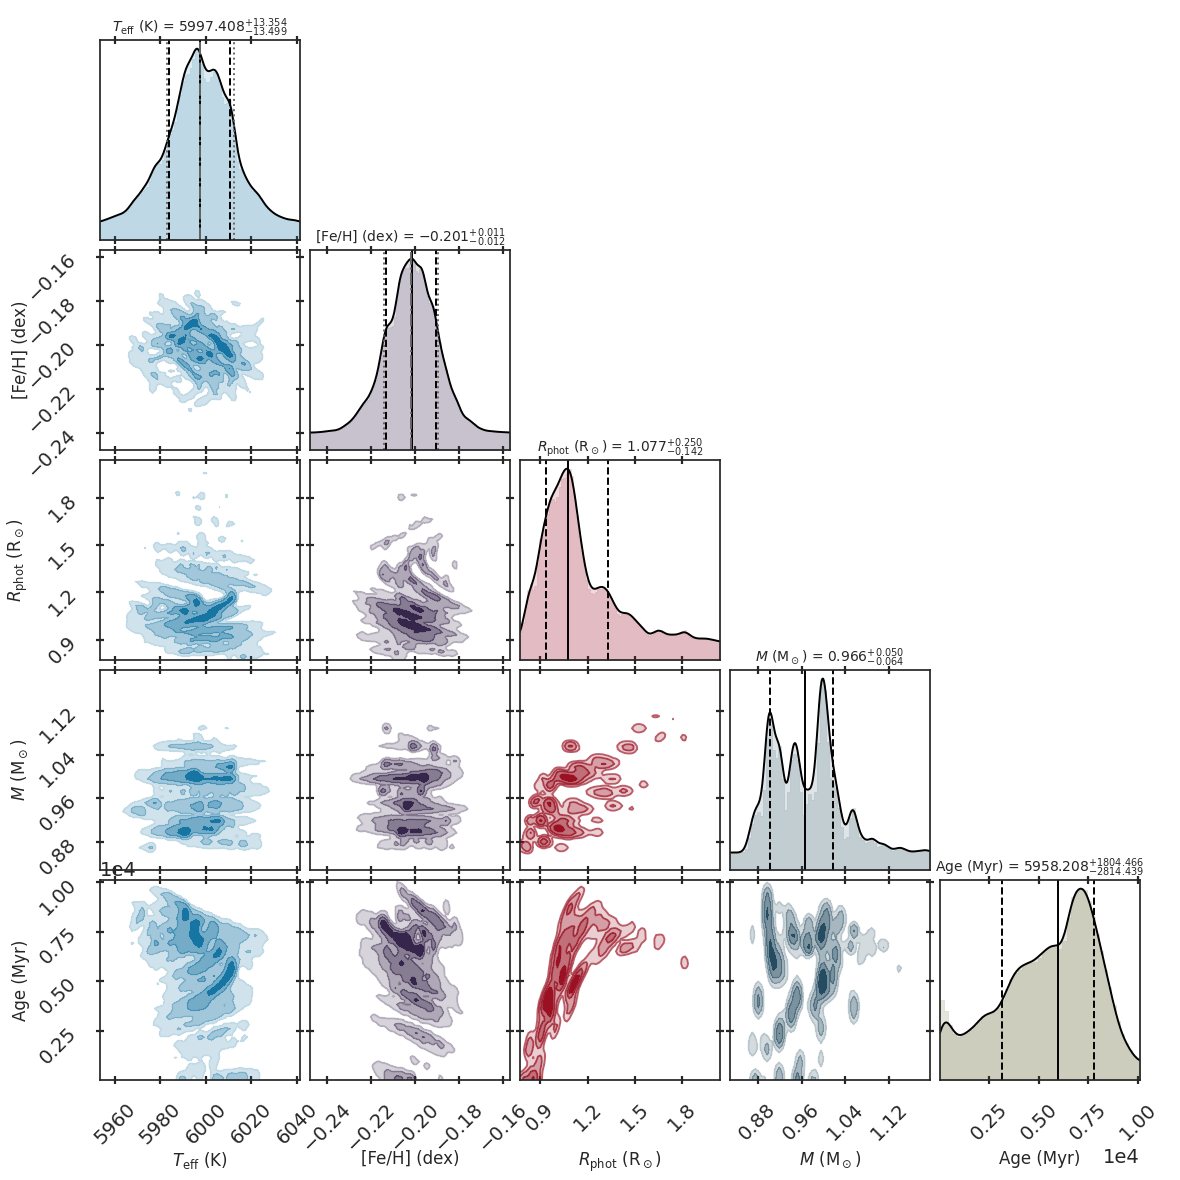 T_eff (K) = 5997.408 +13.354 −13.499
[Fe/H] (dex) = −0.201 +0.011 −0.012
−0.16
−0.18
−0.20
−0.22
−0.24
[Fe/H] (dex)
R_phot (R⊙) = 1.077 +0.250 −0.142
1.8
1.5
1.2
0.9
R_phot (R⊙)
M (M⊙) = 0.966 +0.050 −0.064
1.12
1.04
0.96
0.88
M (M⊙)
1e4
Age (Myr) = 5958.208 +1804.466 −2814.439
1.00
0.75
0.50
0.25
Age (Myr)
5960 5980 6000 6020 6040
−0.24 −0.22 −0.20 −0.18 −0.16
0.9 1.2 1.5 1.8
0.88 0.96 1.04 1.12
0.25 0.50 0.75 1.00
T_eff (K)
[Fe/H] (dex)
R_phot (R⊙)
M (M⊙)
Age (Myr)
1e4